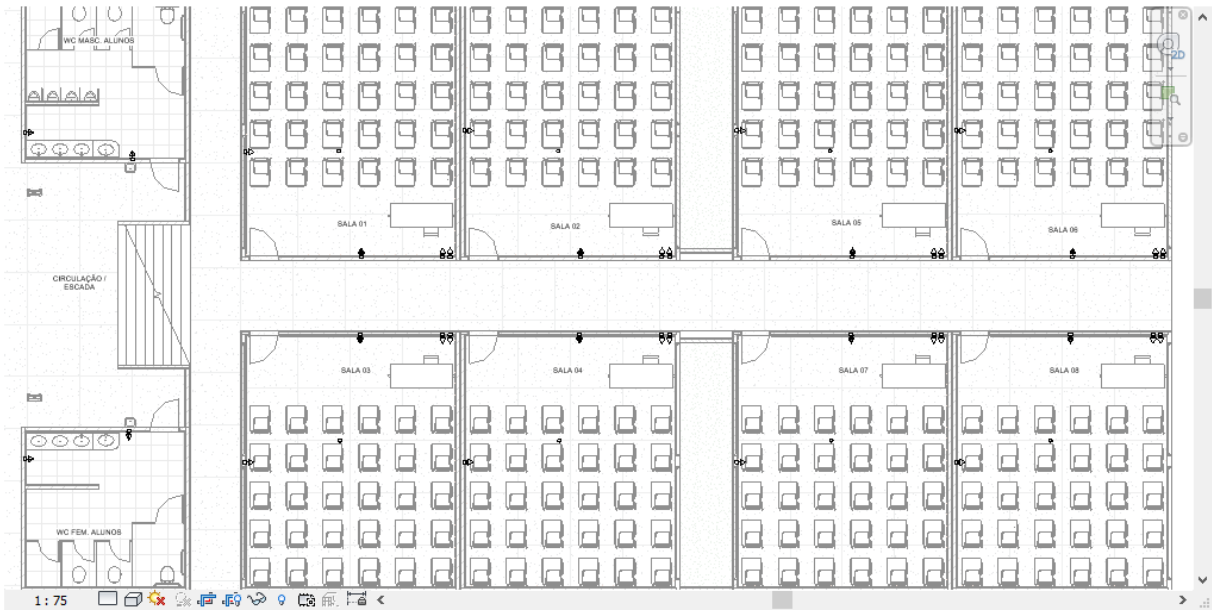 WC MASC. ALUNOS
2D
SALA 01
SALA 02
SALA 05
SALA 06
CIRCULAÇÃO /
ESCADA
SALA 03
SALA 04
SALA 07
SALA 08
WC FEM. ALUNOS
1 : 75